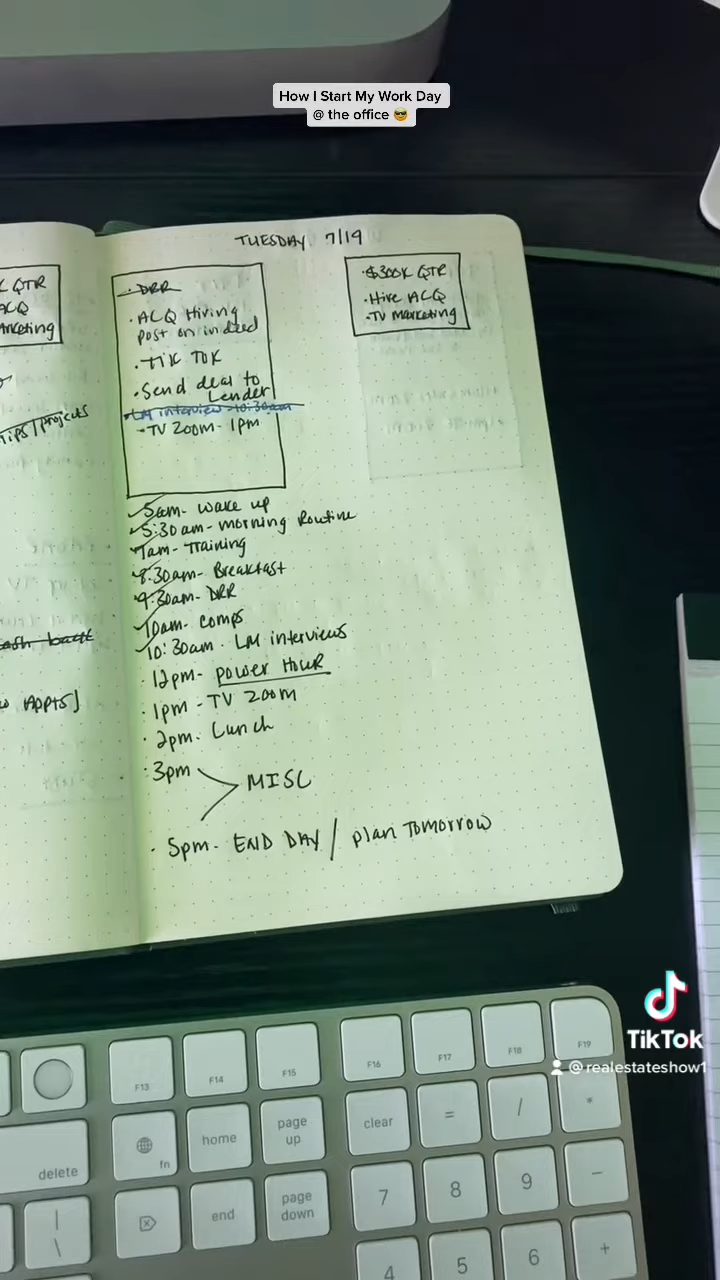 How I Start My Work Day
@ the office 😎
TUESDAY 7/19
QTR
ACQ
• DRR
• ACQ Hiring
post on indeed
• TIK TOK
• Send deal to
Lender
• LM interview - 10:30am
• TV ZOOM - 1pm
• $300K QTR
• Hire ACQ
• TV Marketing
Tips/projects
back
APPTS]
5am - wake up
5:30am - morning Routine
7am - Training
8:30am - Breakfast
9:30am - DRR
10am - comps
10:30am - LM interviews
• 12pm - power Hour
• 1pm - TV ZOOM
• 2pm - Lunch
• 3pm > MISC
• 5pm - END DAY / plan Tomorrow
TikTok
@realestateshow1
F13 F14 F15 F16 F17 F18 F19
delete fn home page up clear = / *
| \ end page down 7 8 9 -
4 5 6 +